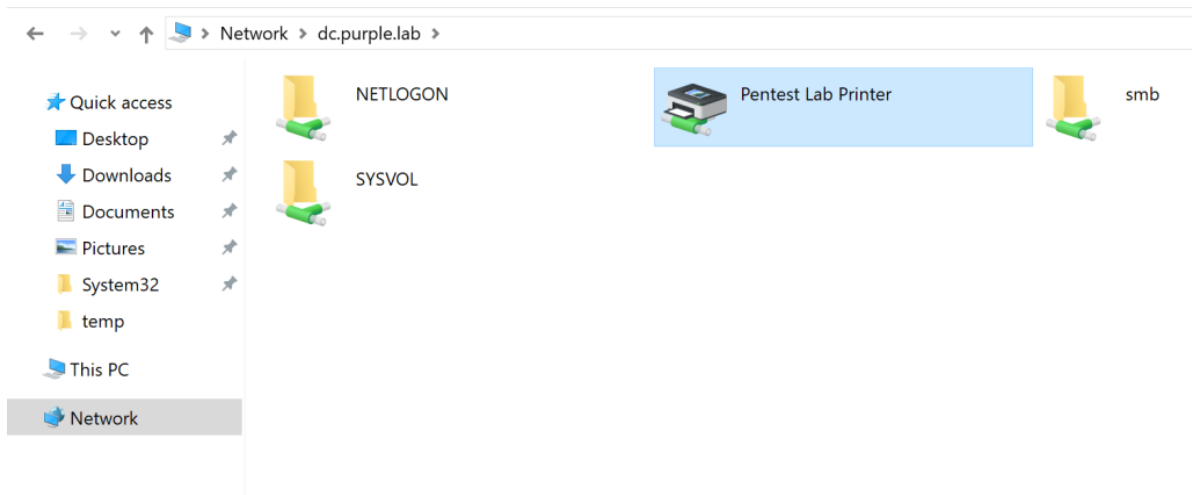 Network > dc.purple.lab >
Quick access
Desktop
Downloads
Documents
Pictures
System32
temp
This PC
Network
NETLOGON
Pentest Lab Printer
smb
SYSVOL